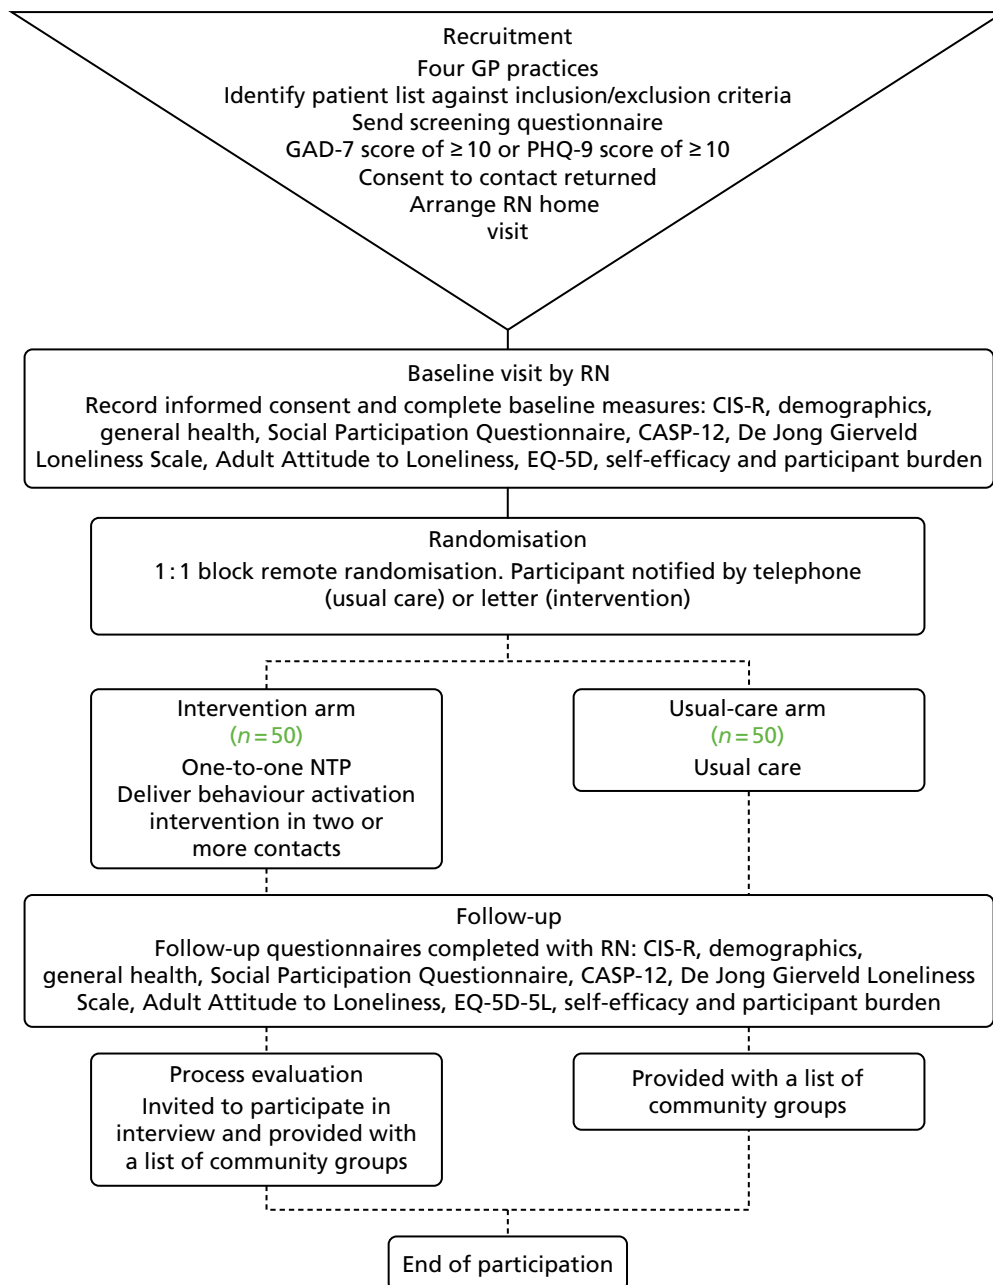 Recruitment
Four GP practices
Identify patient list against inclusion/exclusion criteria
Send screening questionnaire
GAD-7 score of ≥ 10 or PHQ-9 score of ≥ 10
Consent to contact returned
Arrange RN home
visit
Baseline visit by RN
Record informed consent and complete baseline measures: CIS-R, demographics,
general health, Social Participation Questionnaire, CASP-12, De Jong Gierveld
Loneliness Scale, Adult Attitude to Loneliness, EQ-5D, self-efficacy and participant burden
Randomisation
1 : 1 block remote randomisation. Participant notified by telephone
(usual care) or letter (intervention)
Intervention arm
(n = 50)
One-to-one NTP
Deliver behaviour activation
intervention in two or
more contacts
Usual-care arm
(n = 50)
Usual care
Follow-up
Follow-up questionnaires completed with RN: CIS-R, demographics,
general health, Social Participation Questionnaire, CASP-12, De Jong Gierveld Loneliness
Scale, Adult Attitude to Loneliness, EQ-5D-5L, self-efficacy and participant burden
Process evaluation
Invited to participate in
interview and provided with
a list of community groups
Provided with a list of
community groups
End of participation